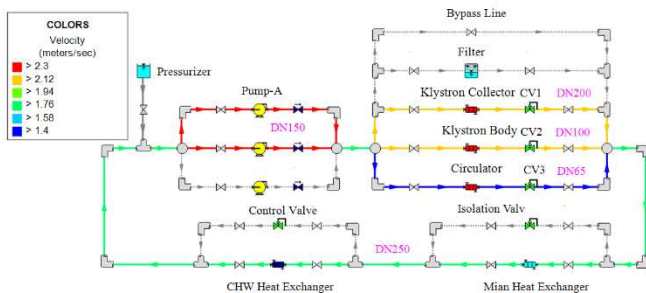 COLORS
Velocity
(meters/sec)
> 2.3
> 2.12
> 1.94
> 1.76
> 1.58
> 1.4
Pressurizer
Pump-A
DN150
Bypass Line
Filter
Klystron Collector CV1 DN200
Klystron Body CV2 DN100
Circulator CV3 DN65
Control Valve
Isolation Valv
DN250
CHW Heat Exchanger
Mian Heat Exchanger